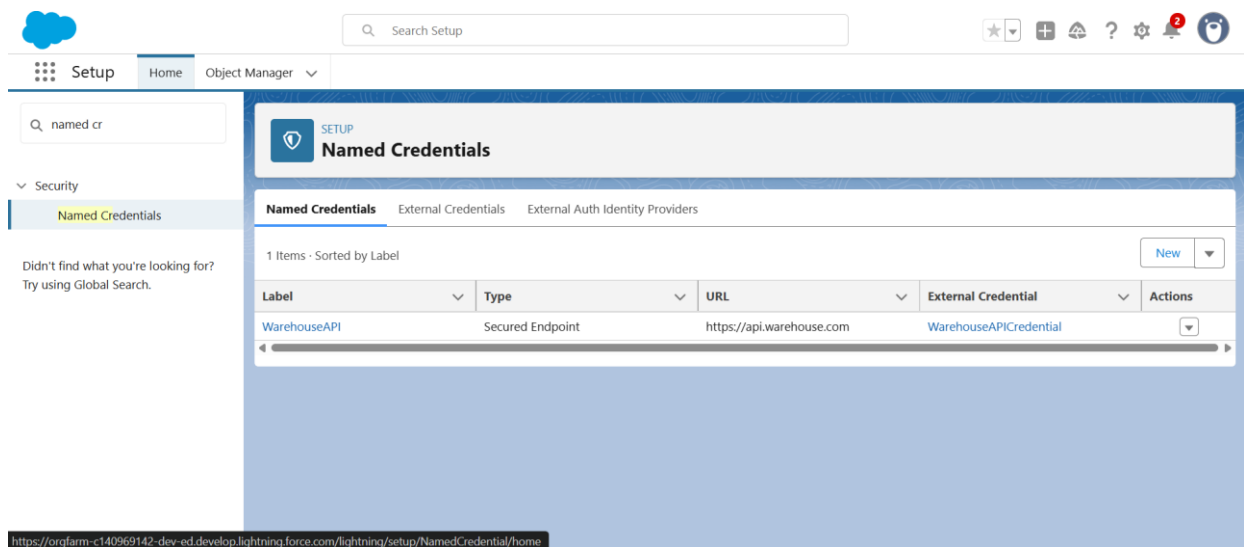 Search Setup
2
Setup Home Object Manager
named cr
Security
Named Credentials
Didn't find what you're looking for?
Try using Global Search.
SETUP
Named Credentials
Named Credentials External Credentials External Auth Identity Providers
1 Items · Sorted by Label
New
Label Type URL External Credential Actions
WarehouseAPI Secured Endpoint https://api.warehouse.com WarehouseAPICredential
https://orgfarm-c140969142-dev-ed.develop.lightning.force.com/lightning/setup/NamedCredential/home